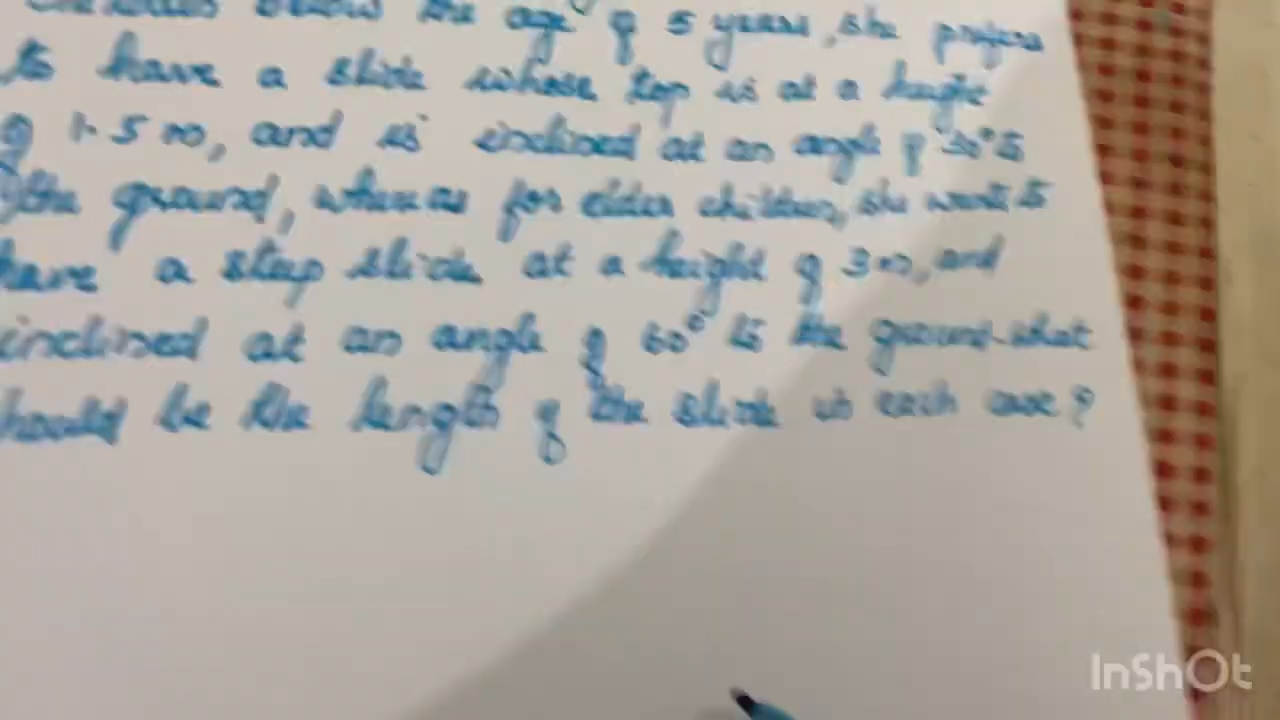 below the age of 5 years, she prefers
to have a slide whose top is at a height
of 1.5 m, and is inclined at an angle of 30° to
the ground, whereas for elder children, she wants to
have a steep slide at a height of 3m, and
inclined at an angle of 60° to the ground. what
should be the length of the slide in each case?
InShOt